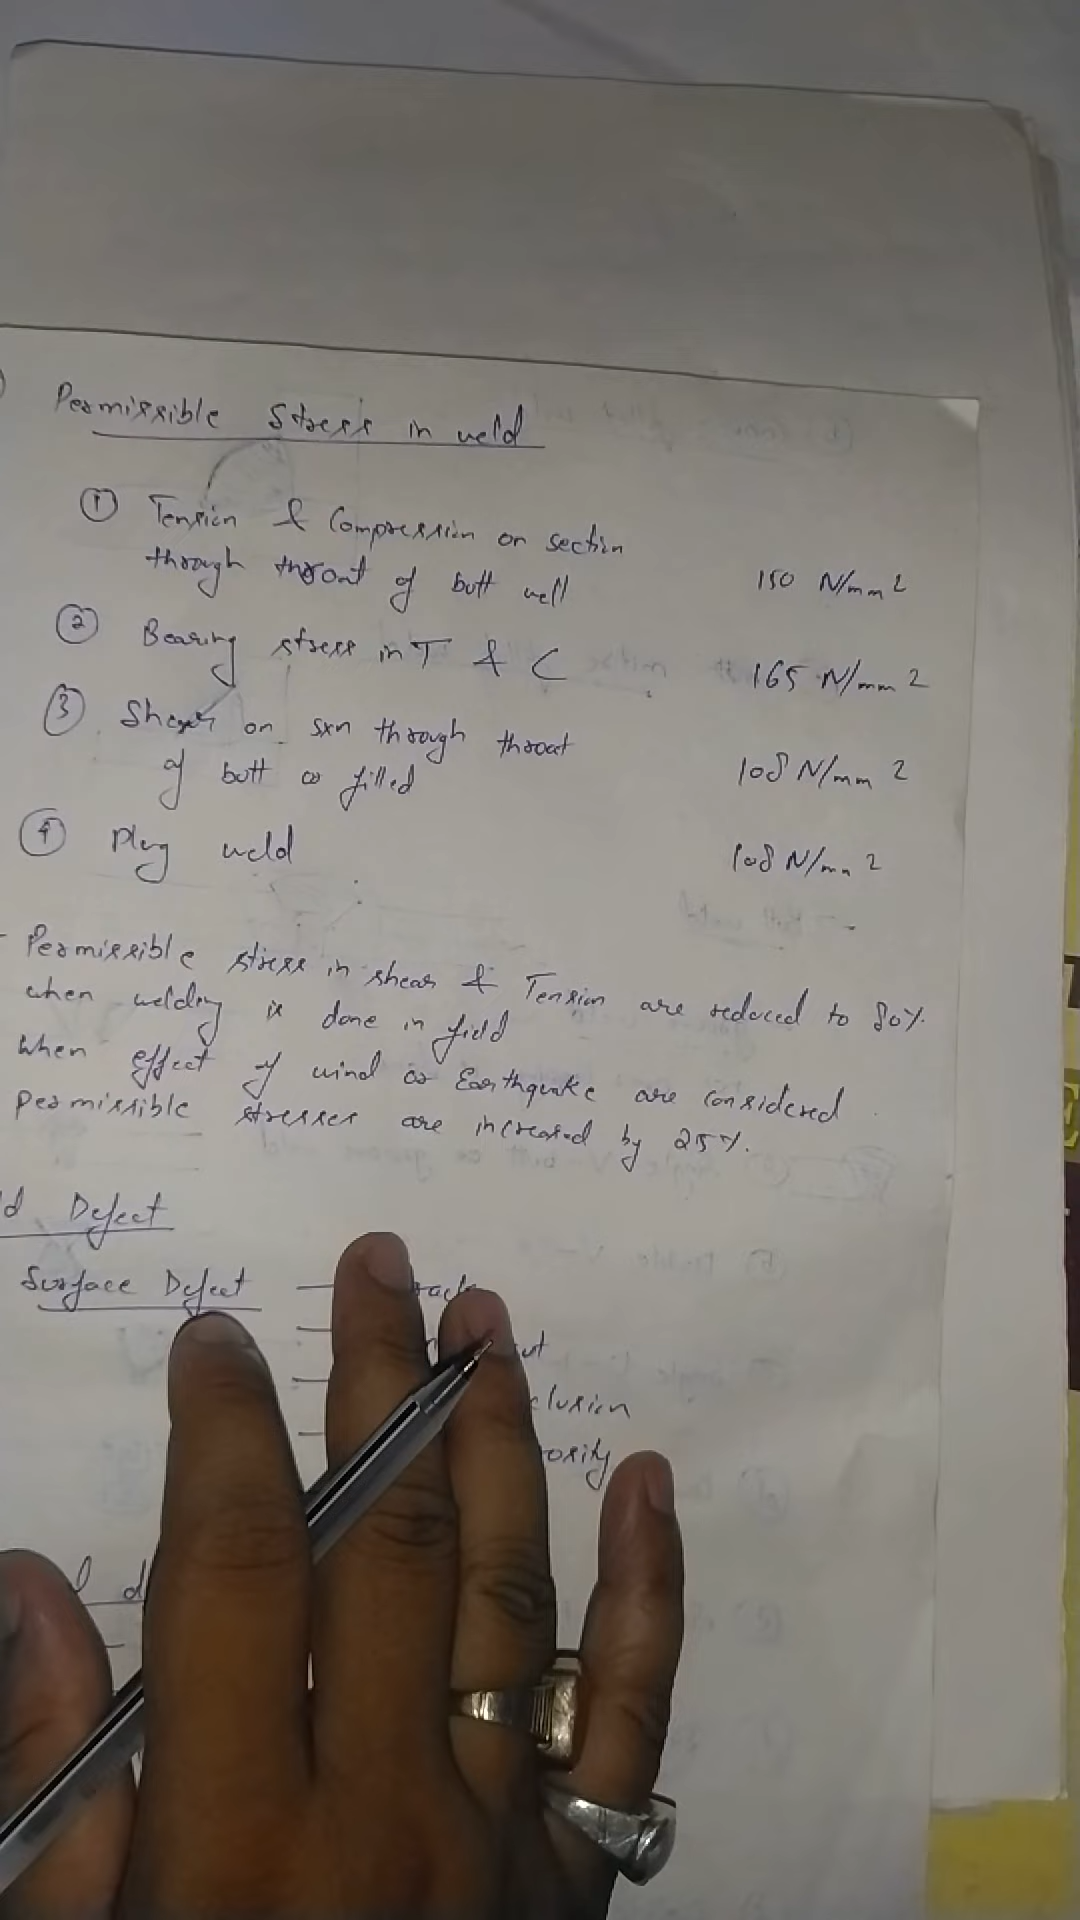 Permissible Stress in weld
① Tension & Compression on section
through throat of butt well
150 N/mm2
② Bearing stress in T & C
165 N/mm2
③ Shear on sxn through throat
of butt or filled
108 N/mm2
④ Plug weld
108 N/mm2
Permissible stress in shear & Tension are reduced to 80%.
when welding is done in field
When effect of wind or Earthquake are considered.
permissible stresses are increased by 25%.
Defect
Surface Defect